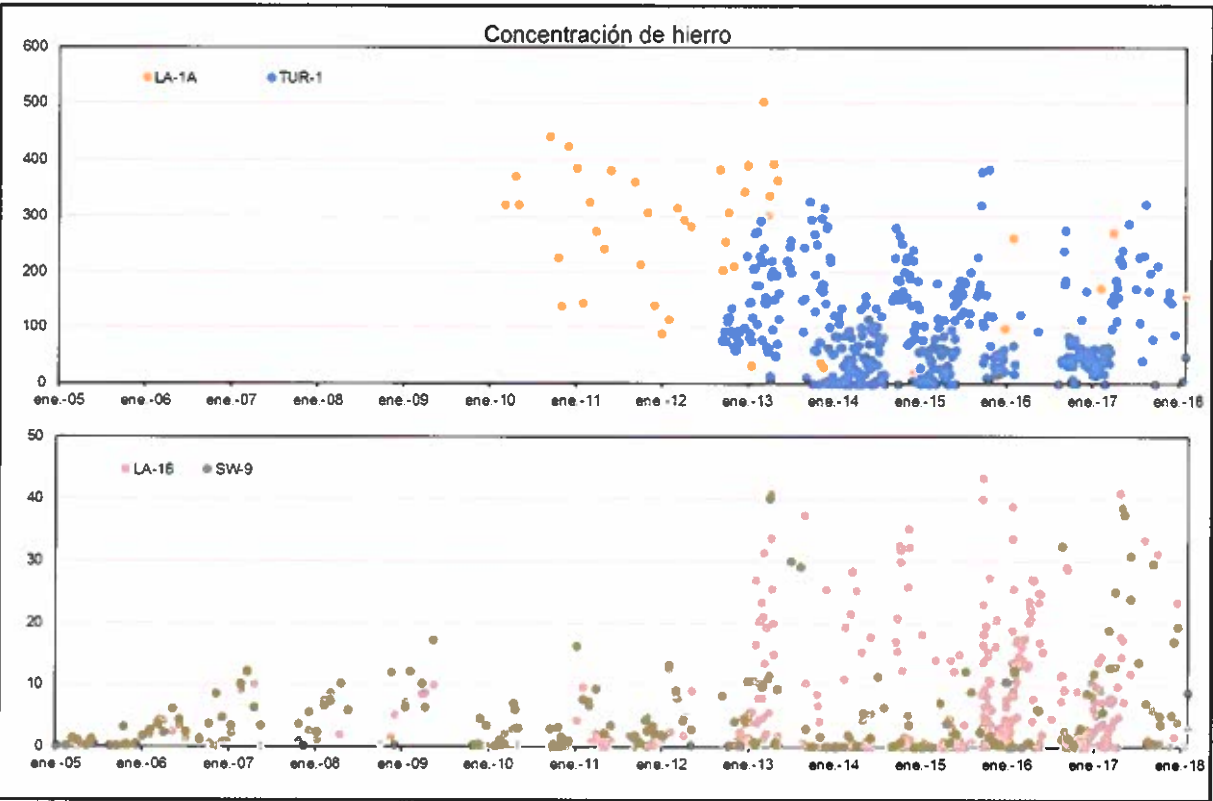 Concentración de hierro
600
LA-1A TUR-1
500
400
300
200
100
0
ene.-05 ene.-06 ene.-07 ene.-08 ene.-09 ene.-10 ene.-11 ene.-12 ene.-13 ene.-14 ene.-15 ene.-16 ene.-17 ene.-18
50
LA-16 SW-9
40
30
20
10
0
ene.-05 ene.-06 ene.-07 ene.-08 ene.-09 ene.-10 ene.-11 ene.-12 ene.-13 ene.-14 ene.-15 ene.-16 ene.-17 ene.-18